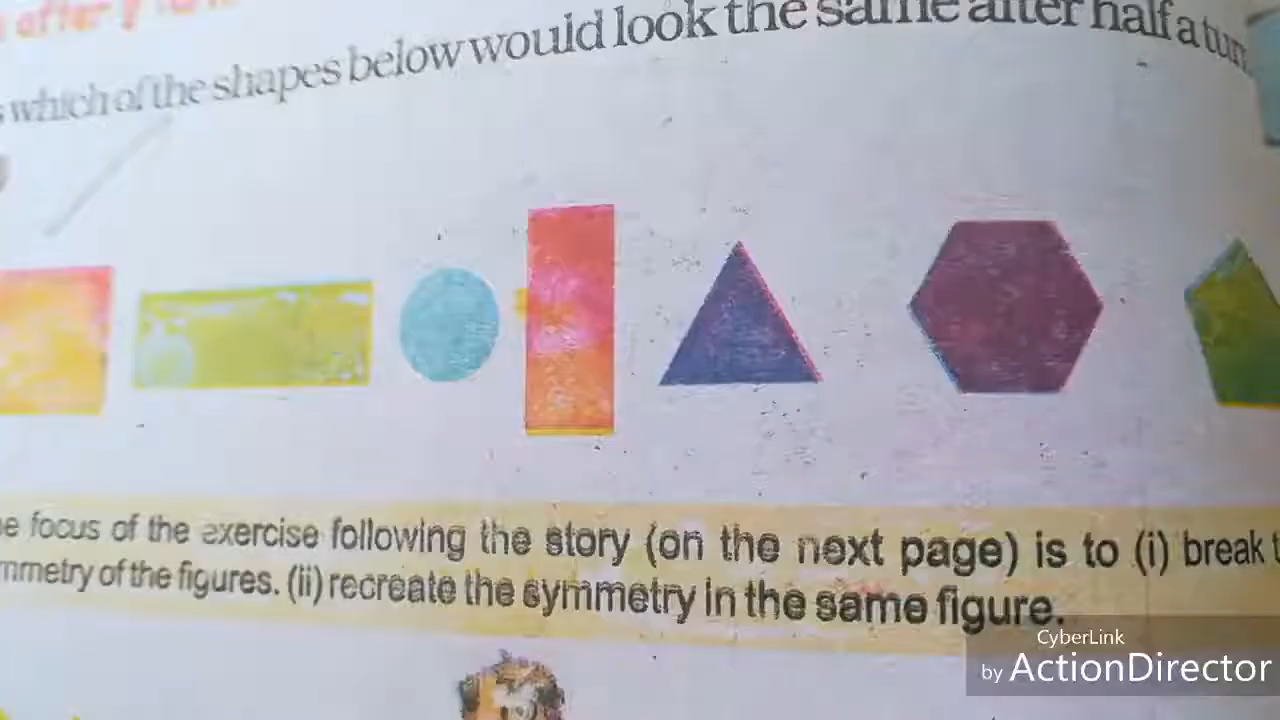 after
which of the shapes below would look the same after half a turn
e focus of the exercise following the story (on the next page) is to (i) break t
mmetry of the figures. (ii) recreate the symmetry in the same figure.
CyberLink
by ActionDirector